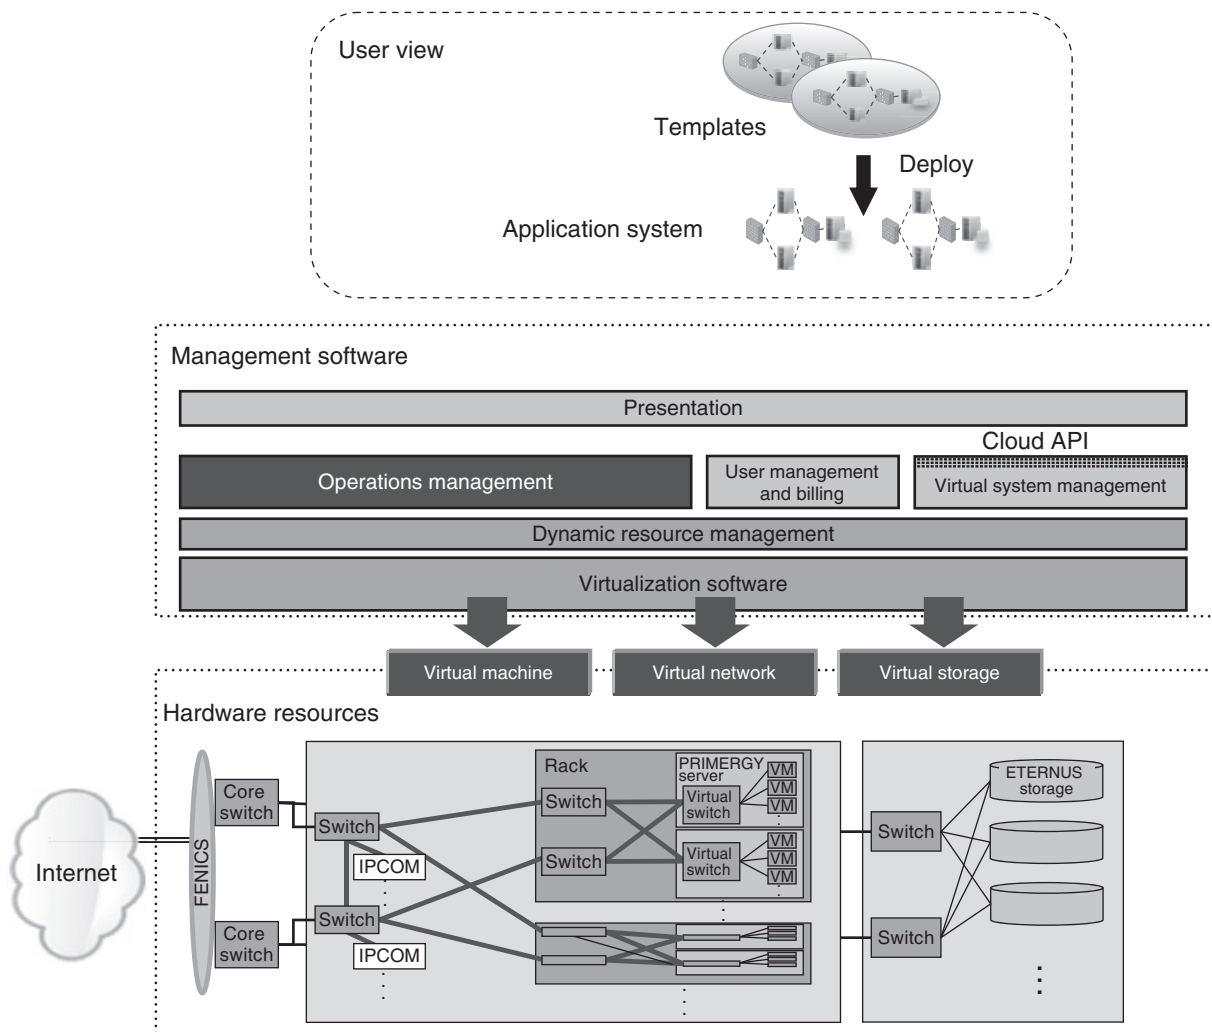 User view
Templates
Deploy
Application system
Management software
Presentation
Cloud API
Operations management
User management
and billing
Virtual system management
Dynamic resource management
Virtualization software
Virtual machine
Virtual network
Virtual storage
Hardware resources
Internet
FENICS
Core
switch
Core
switch
Switch
IPCOM
Switch
IPCOM
Rack
Switch
Switch
PRIMERGY
server
Virtual
switch
VM
VM
VM
Virtual
switch
VM
VM
VM
Switch
Switch
ETERNUS
storage